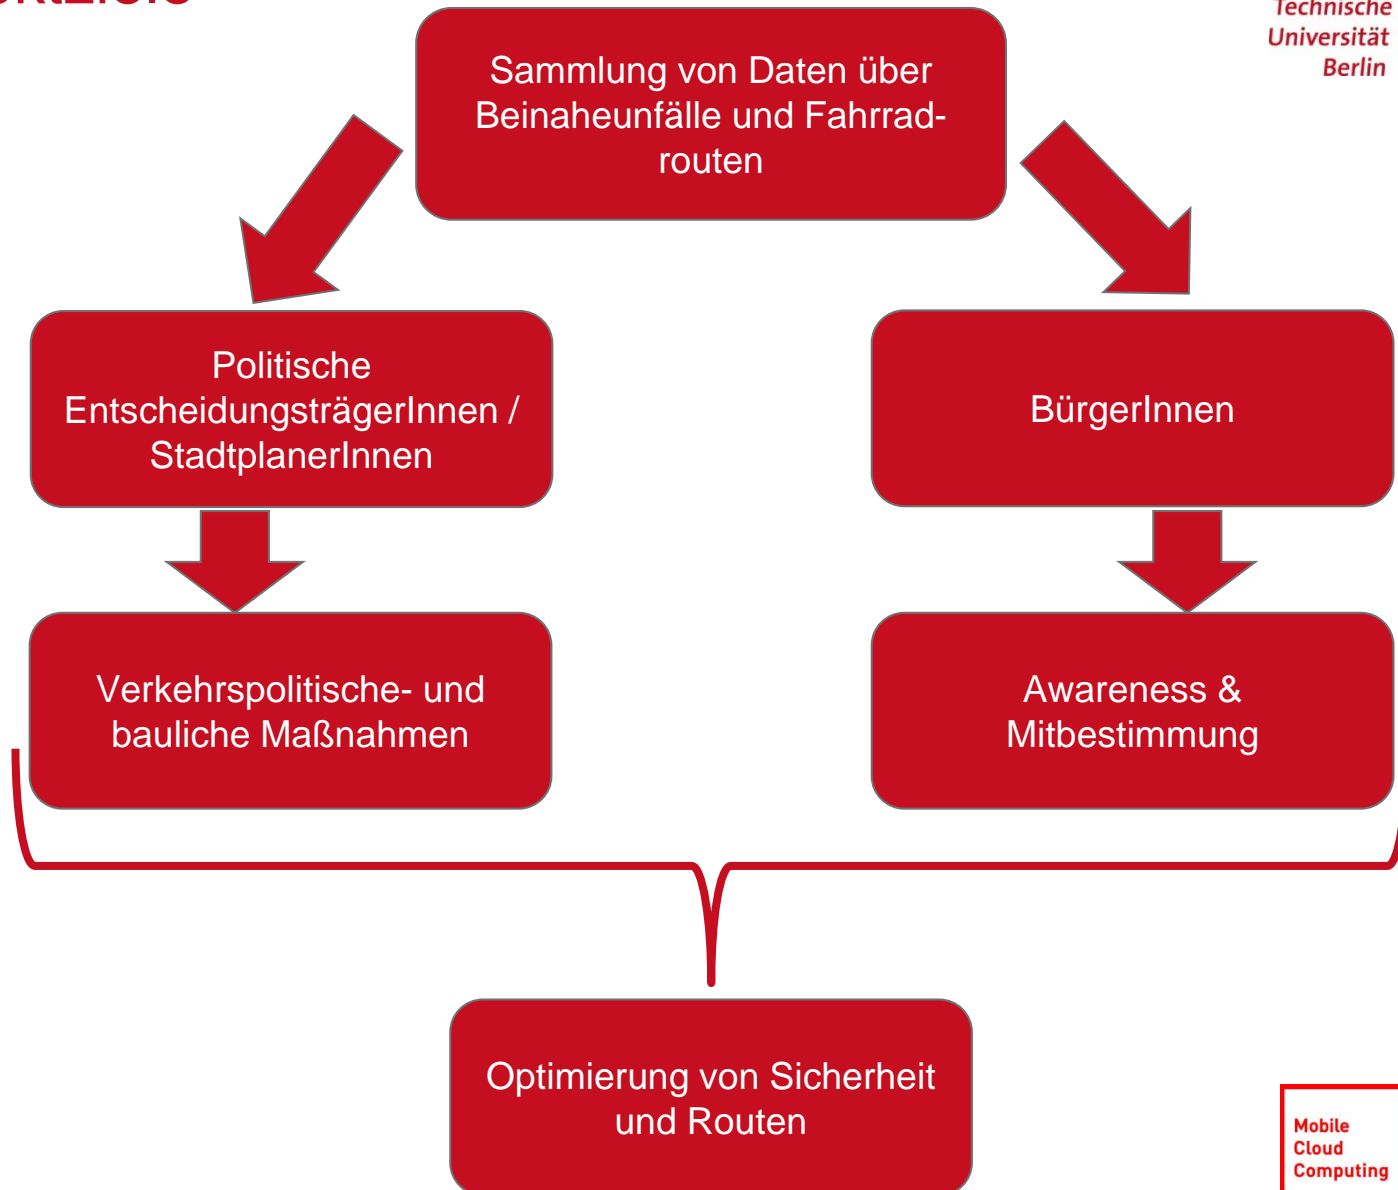 Technische
Universität
Berlin
Sammlung von Daten über
Beinaheunfälle und Fahrrad-
routen
Politische
EntscheidungsträgerInnen /
StadtplanerInnen
BürgerInnen
Verkehrspolitische- und
bauliche Maßnahmen
Awareness &
Mitbestimmung
Optimierung von Sicherheit
und Routen
Mobile
Cloud
Computing